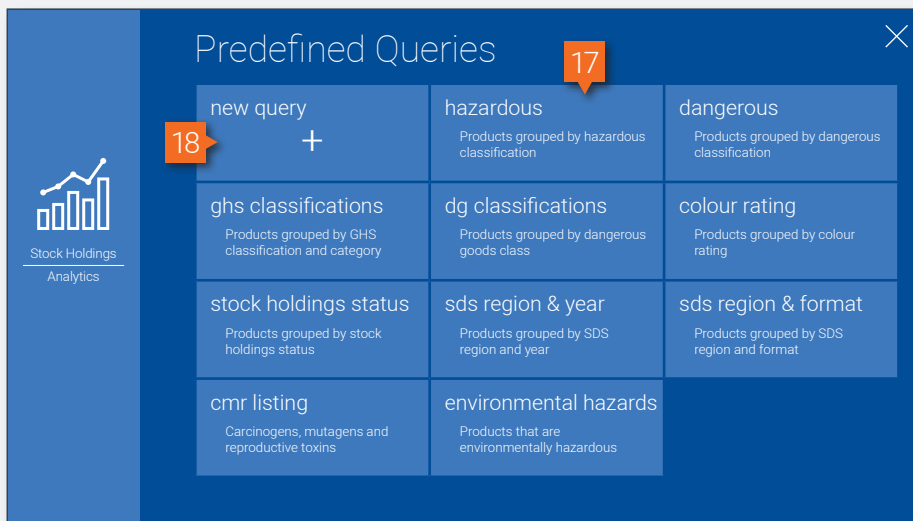 Predefined Queries
17
new query
+
18
hazardous
Products grouped by hazardous
classification
dangerous
Products grouped by dangerous
classification
ghs classifications
Products grouped by GHS
classification and category
dg classifications
Products grouped by dangerous
goods class
colour rating
Products grouped by colour
rating
Stock Holdings
Analytics
stock holdings status
Products grouped by stock
holdings status
sds region & year
Products grouped by SDS
region and year
sds region & format
Products grouped by SDS
region and format
cmr listing
Carcinogens, mutagens and
reproductive toxins
environmental hazards
Products that are
environmentally hazardous